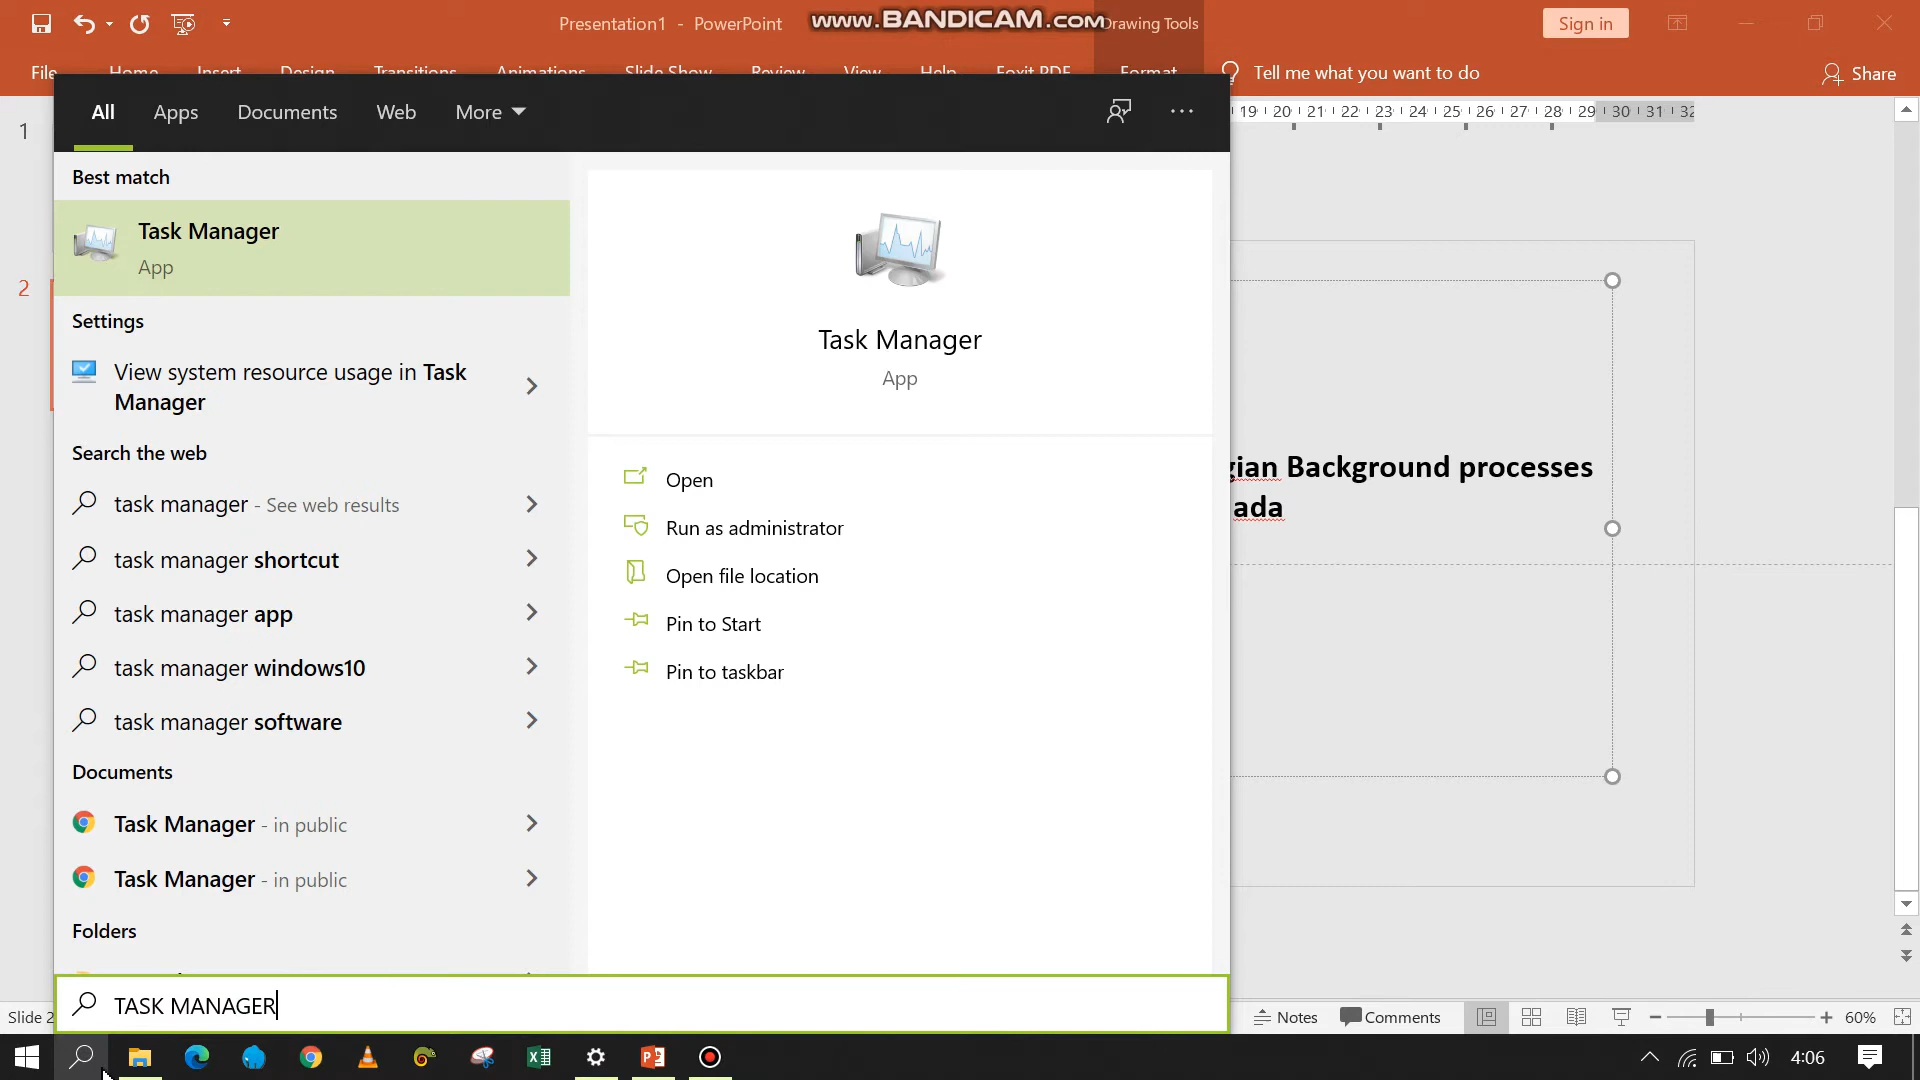 Presentation1 - PowerPoint
www.BANDICAM.com
Drawing Tools
Sign in
File Home Insert Design Transitions Animations Slide Show Review View Help Foxit PDF Format
Tell me what you want to do
Share
All Apps Documents Web More
19 20 21 22 23 24 25 26 27 28 29 30 31 32
1
2
Best match
Task Manager
App
Settings
View system resource usage in Task
Manager
Search the web
task manager - See web results
task manager shortcut
task manager app
task manager windows10
task manager software
Documents
Task Manager - in public
Task Manager - in public
Folders
TASK MANAGER
Task Manager
App
Open
Run as administrator
Open file location
Pin to Start
Pin to taskbar
gian Background processes
ada
Slide 2
Notes
Comments
60%
4:06